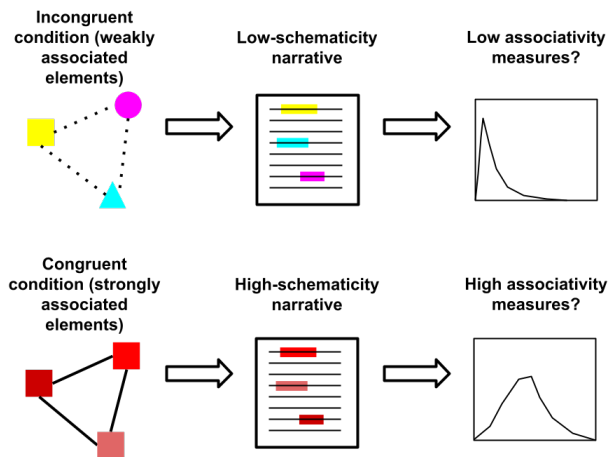 Incongruent
condition (weakly
associated
elements)
Low-schematicity
narrative
Low associativity
measures?
Congruent
condition (strongly
associated
elements)
High-schematicity
narrative
High associativity
measures?